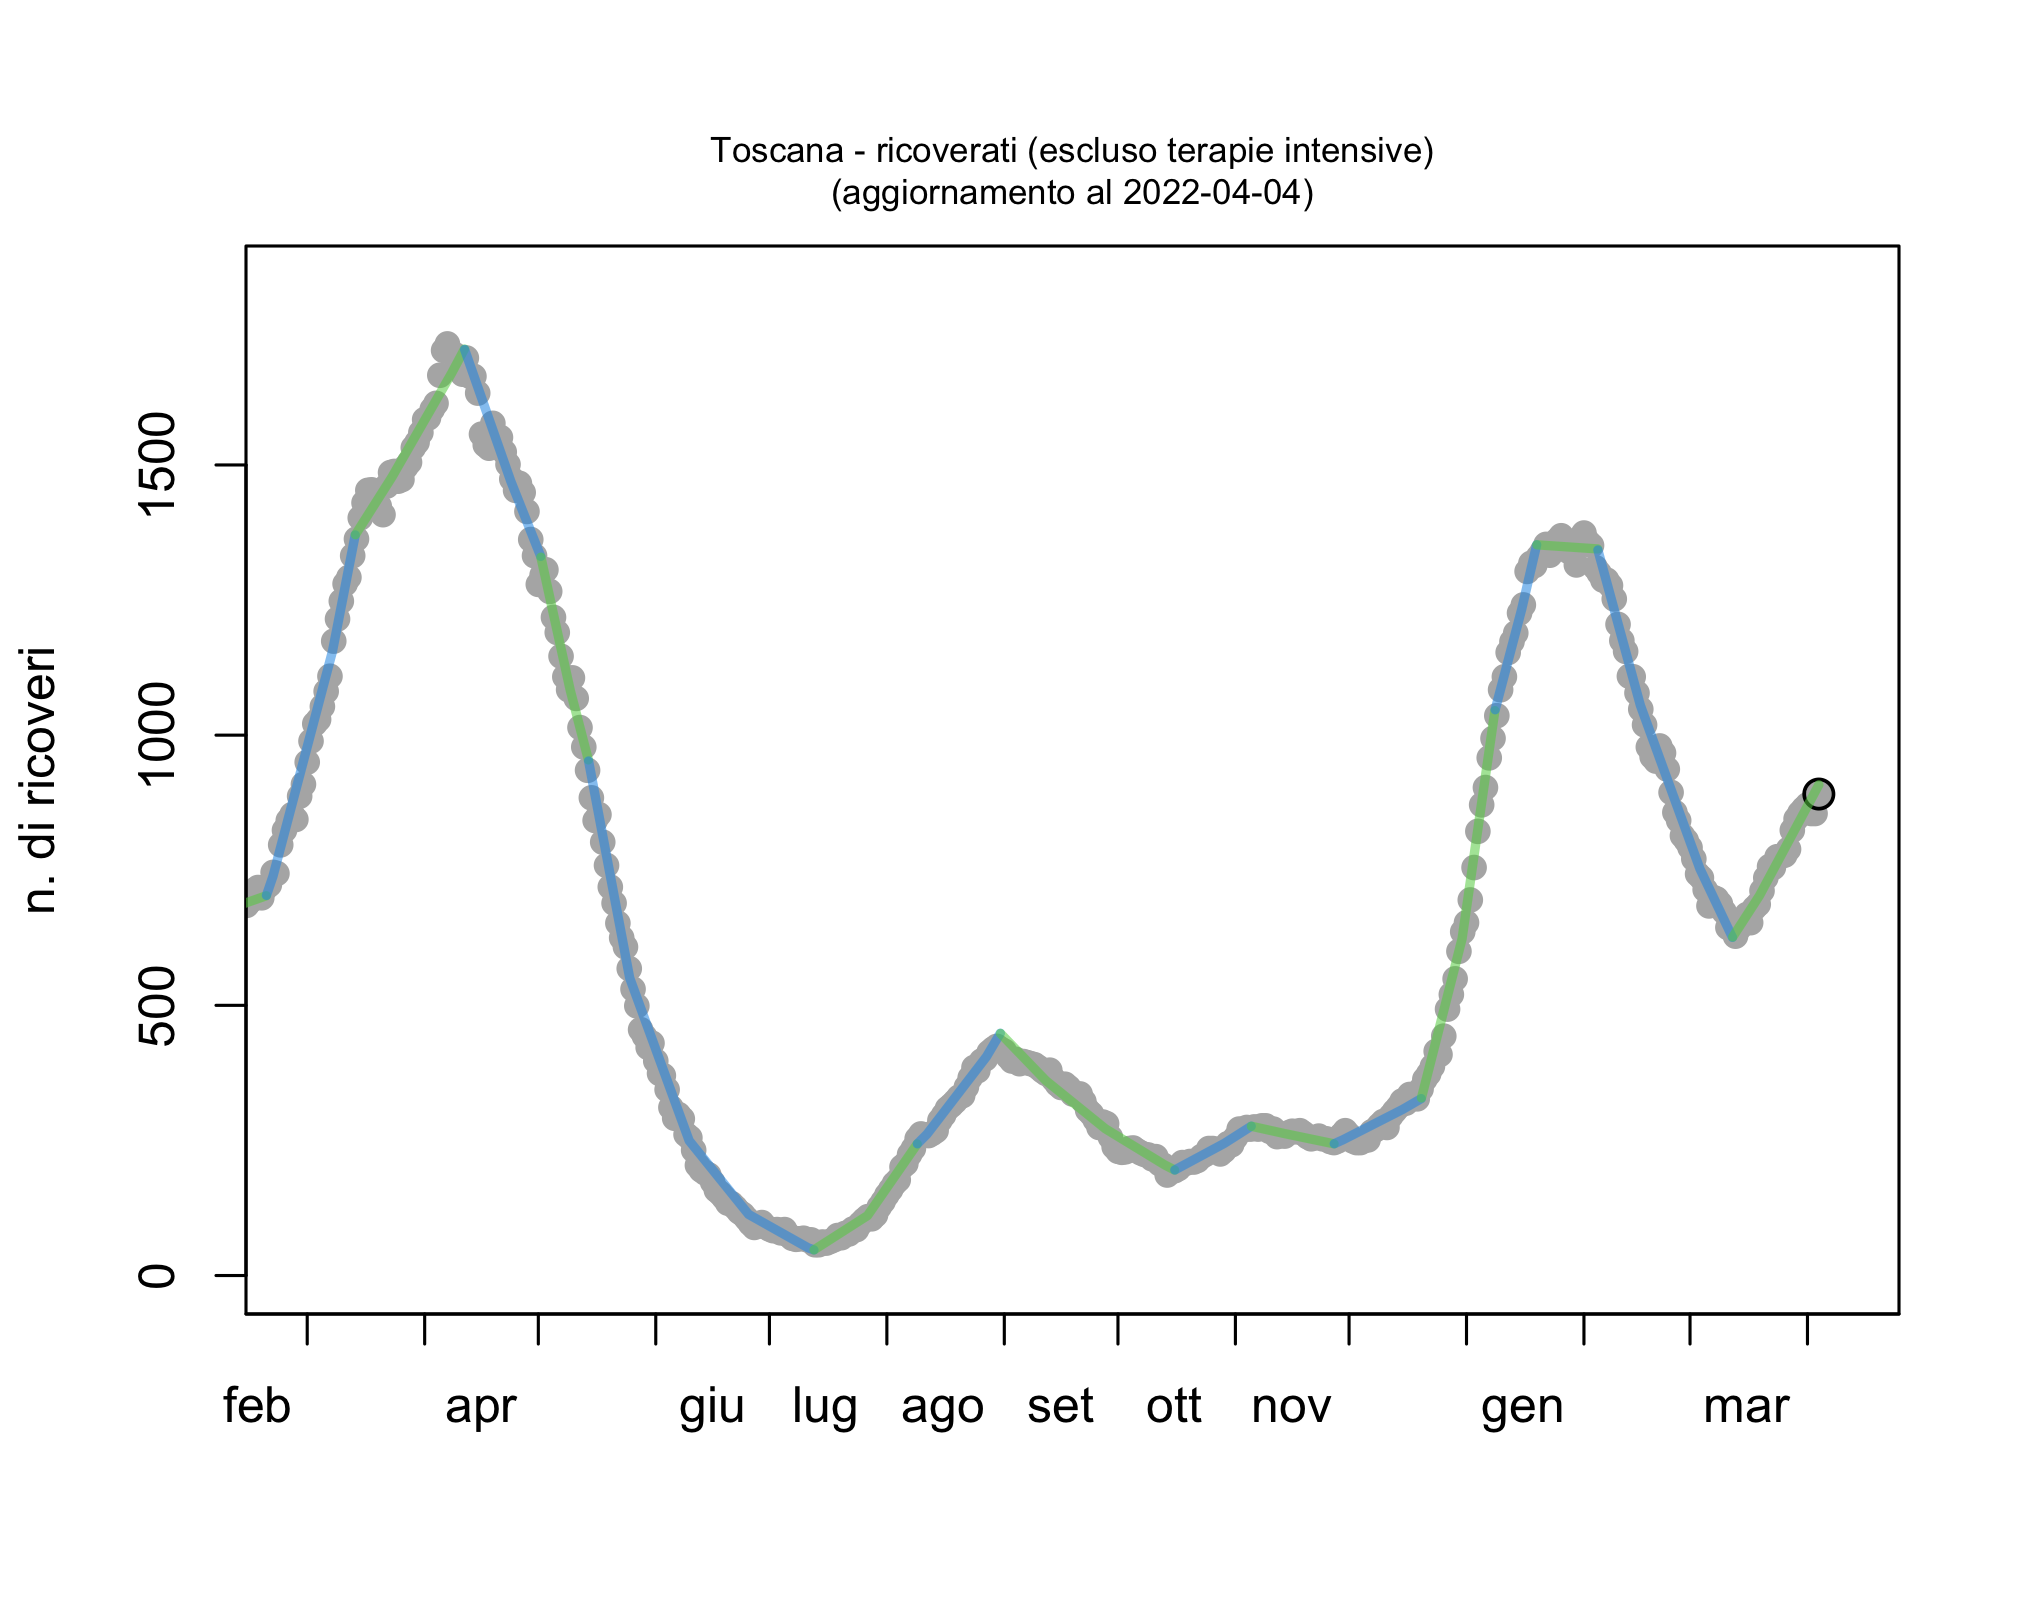 Toscana - ricoverati (escluso terapie intensive)
(aggiornamento al 2022-04-04)
n. di ricoveri
1500
1000
500
0
feb apr giu lug ago set ott nov gen mar